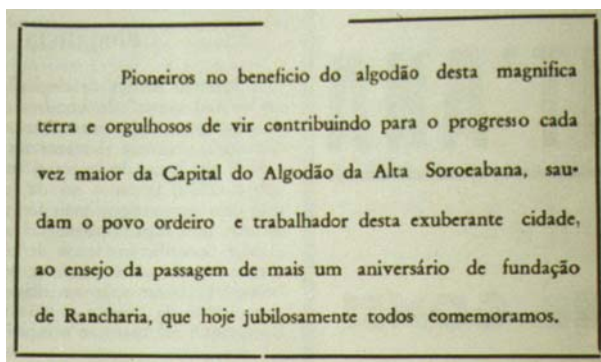 Pioneiros no beneficio do algodão desta magnifica
terra e orgulhosos de vir contribuindo para o progresso cada
vez maior da Capital do Algodão da Alta Soroeabana, sau-
dam o povo ordeiro e trabalhador desta exuberante cidade,
ao ensejo da passagem de mais um aniversário de fundação
de Rancharia, que hoje jubilosamente todos comemoramos.